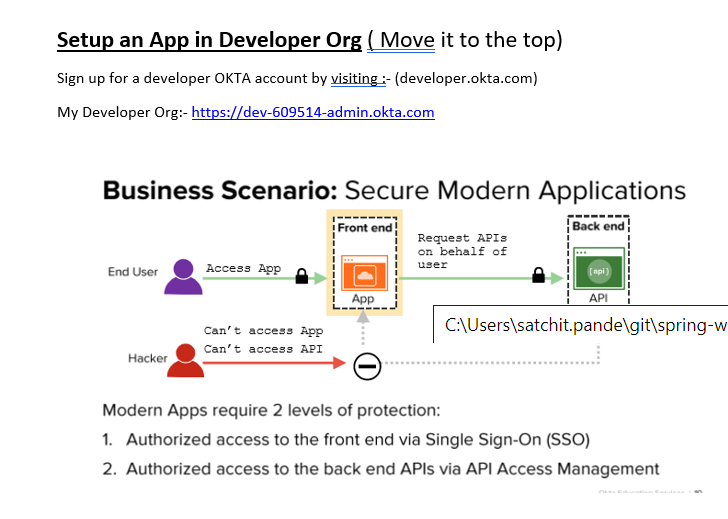 Setup an App in Developer Org ( Move it to the top)
Sign up for a developer OKTA account by visiting :- (developer.okta.com)
My Developer Org:- https://dev-609514-admin.okta.com
Business Scenario: Secure Modern Applications
Front end
Back end
Request APIs
on behalf of
user
End User
Access App
(api)
App
API
C:\Users\satchit.pande\git\spring-w
Can't access App
Can't access API
Hacker
Modern Apps require 2 levels of protection:
1. Authorized access to the front end via Single Sign-On (SSO)
2. Authorized access to the back end APIs via API Access Management